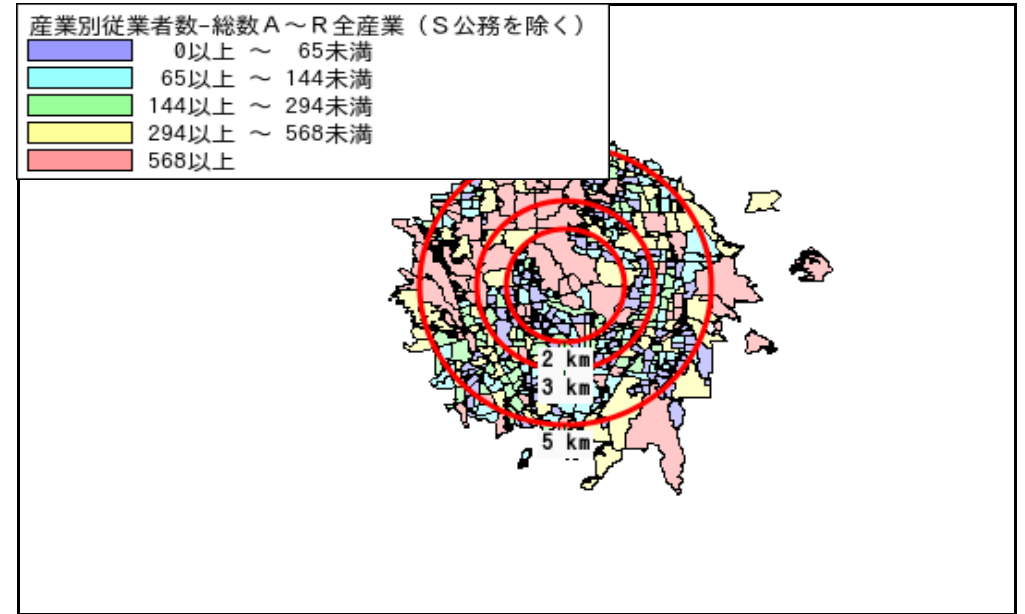 産業別従業者数−総数Ａ～Ｒ全産業（Ｓ公務を除く）
0以上 ～ 65未満
65以上 ～ 144未満
144以上 ～ 294未満
294以上 ～ 568未満
568以上
2 km
3 km
5 km